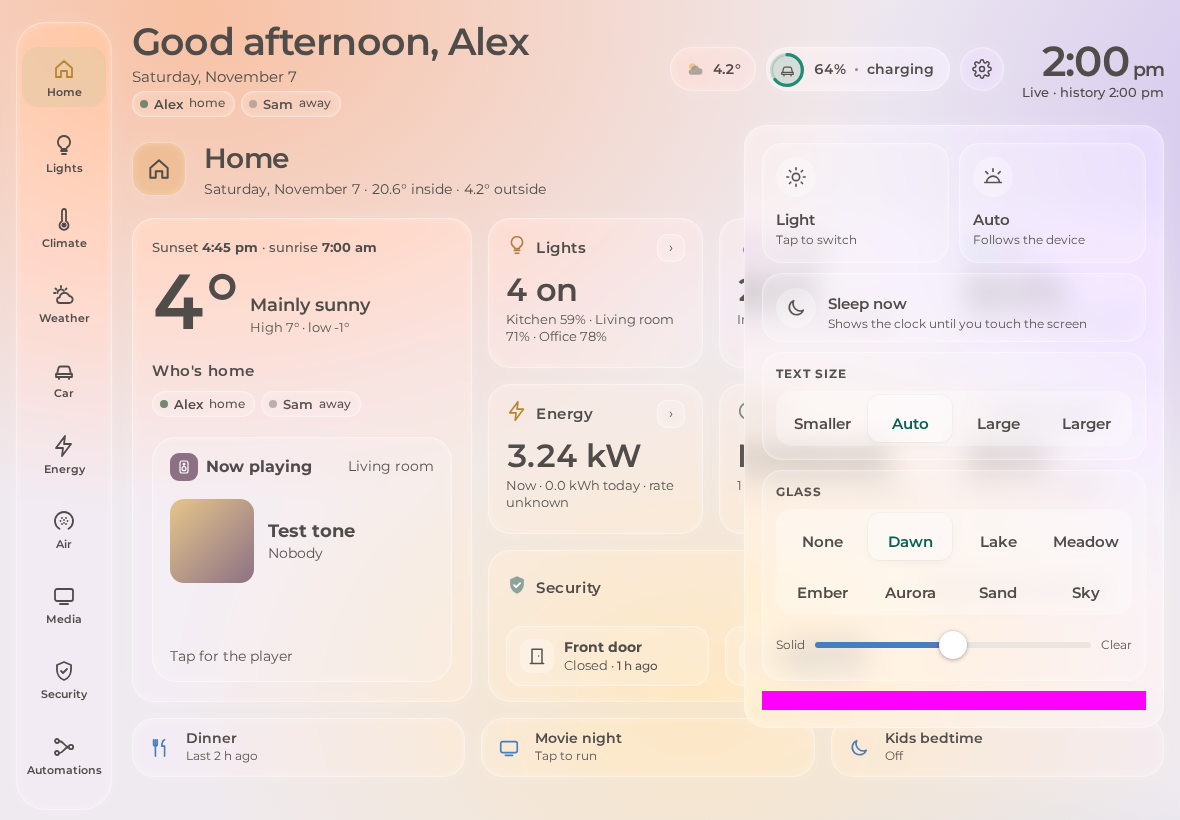 Good afternoon, Alex
Saturday, November 7
Alex home
Sam away
4.2°
64% · charging
2:00 pm
Live · history 2:00 pm
Home
Lights
Climate
Weather
Car
Energy
Air
Media
Security
Automations
Home
Saturday, November 7 · 20.6° inside · 4.2° outside
Sunset 4:45 pm · sunrise 7:00 am
4°
Mainly sunny
High 7° · low -1°
Who's home
Alex home
Sam away
Now playing
Living room
Test tone
Nobody
Tap for the player
Lights
4 on
Kitchen 59% · Living room
71% · Office 78%
Energy
3.24 kW
Now · 0.0 kWh today · rate
unknown
Security
Front door
Closed · 1 h ago
Dinner
Last 2 h ago
Movie night
Tap to run
Kids bedtime
Off
Light
Tap to switch
Auto
Follows the device
Sleep now
Shows the clock until you touch the screen
TEXT SIZE
Smaller
Auto
Large
Larger
GLASS
None
Dawn
Lake
Meadow
Ember
Aurora
Sand
Sky
Solid
Clear